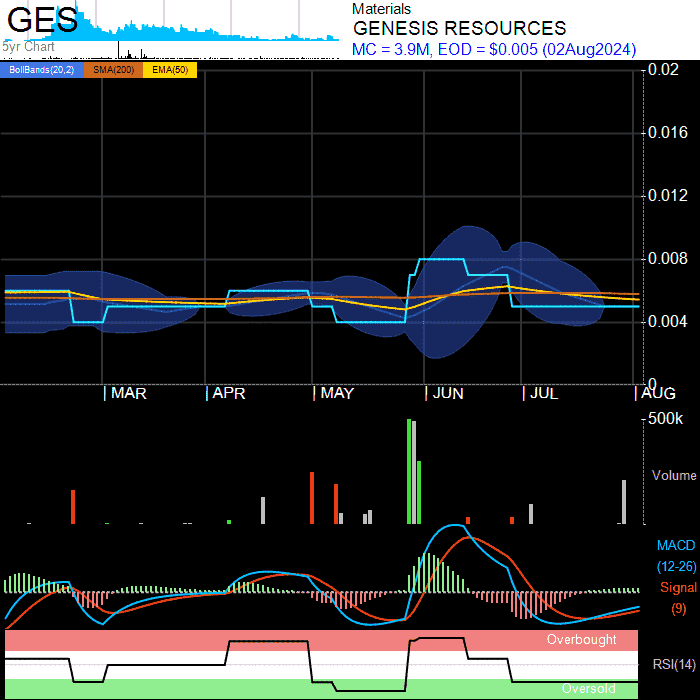 GES
5yr Chart
Materials
GENESIS RESOURCES
MC = 3.9M, EOD = $0.005 (02Aug2024)
BollBands(20,2) SMA(200) EMA(50)
0.02
0.016
0.012
0.008
0.004
0
MAR APR MAY JUN JUL AUG
500k
Volume
MACD
(12-26)
Signal
(9)
Overbought
RSI(14)
Oversold